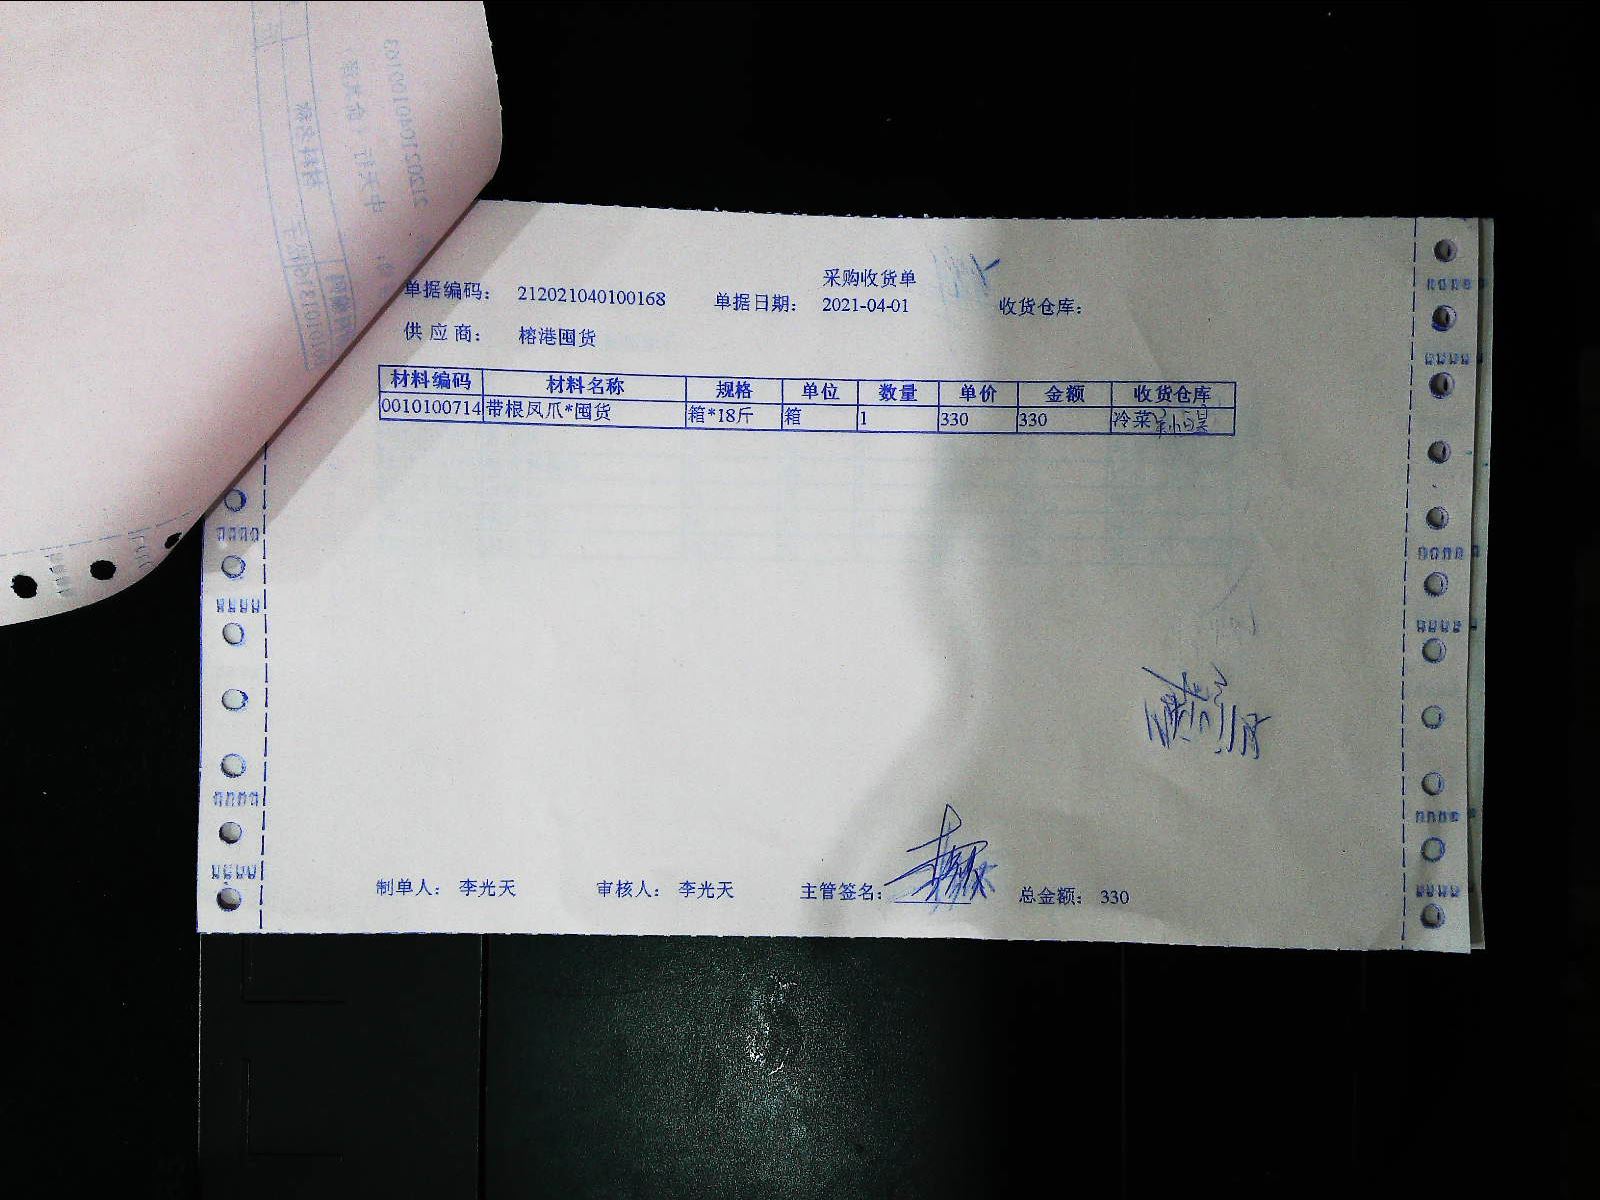 采购收货单
单据编码： 212021040100168 单据日期： 2021-04-01 收货仓库：
供 应 商： 榕港囤货
材料编码 材料名称 规格 单位 数量 单价 金额 收货仓库
0010100714 带根凤爪*囤货 箱*18斤 箱 1 330 330 冷菜
制单人： 李光天 审核人： 李光天 主管签名： 总金额： 330